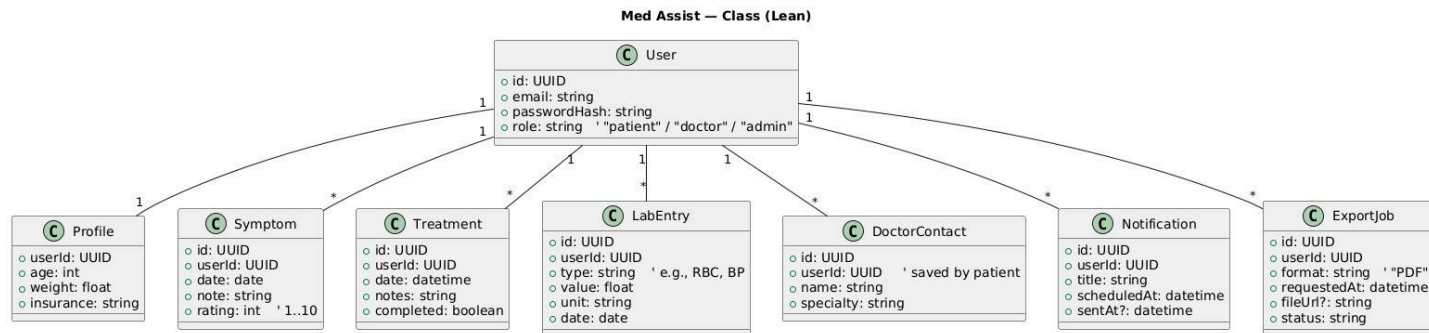 Med Assist — Class (Lean)
C User
id: UUID
email: string
passwordHash: string
role: string ' "patient" / "doctor" / "admin"
1 1
1 1
1 1 1
1 * * * * * *
C Profile
userId: UUID
age: int
weight: float
insurance: string
C Symptom
id: UUID
userId: UUID
date: date
note: string
rating: int ' 1..10
C Treatment
id: UUID
userId: UUID
date: datetime
notes: string
completed: boolean
C LabEntry
id: UUID
userId: UUID
type: string ' e.g., RBC, BP
value: float
unit: string
date: date
C DoctorContact
id: UUID
userId: UUID ' saved by patient
name: string
specialty: string
C Notification
id: UUID
userId: UUID
title: string
scheduledAt: datetime
sentAt?: datetime
C ExportJob
id: UUID
userId: UUID
format: string ' "PDF"
requestedAt: datetime
fileUrl?: string
status: string